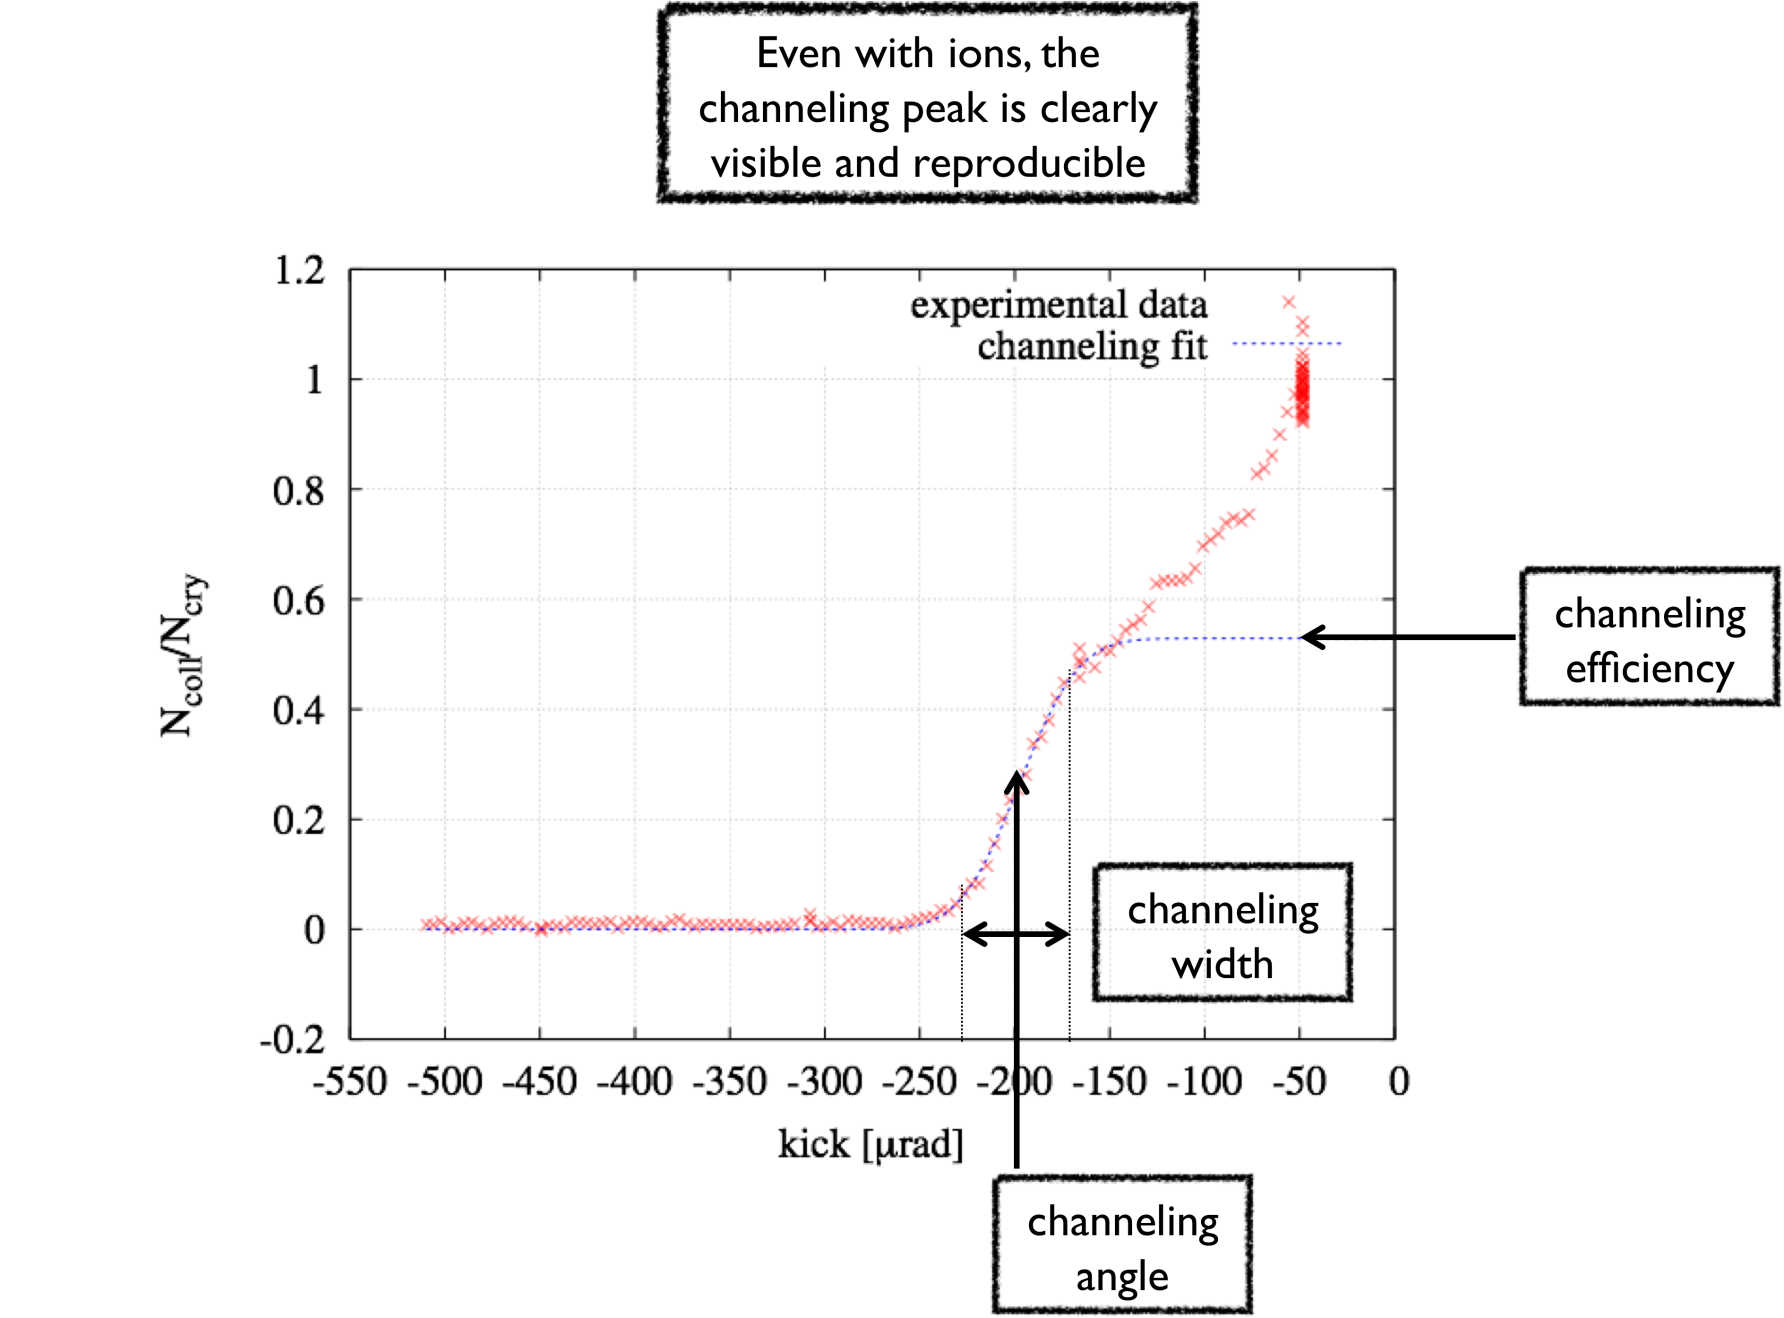 Even with ions, the
channeling peak is clearly
visible and reproducible
1.2
1
0.8
0.6
0.4
0.2
0
-0.2
N_coll/N_cry
experimental data
channeling fit
channeling
efficiency
channeling
width
-550 -500 -450 -400 -350 -300 -250 -200 -150 -100 -50 0
kick [μrad]
channeling
angle